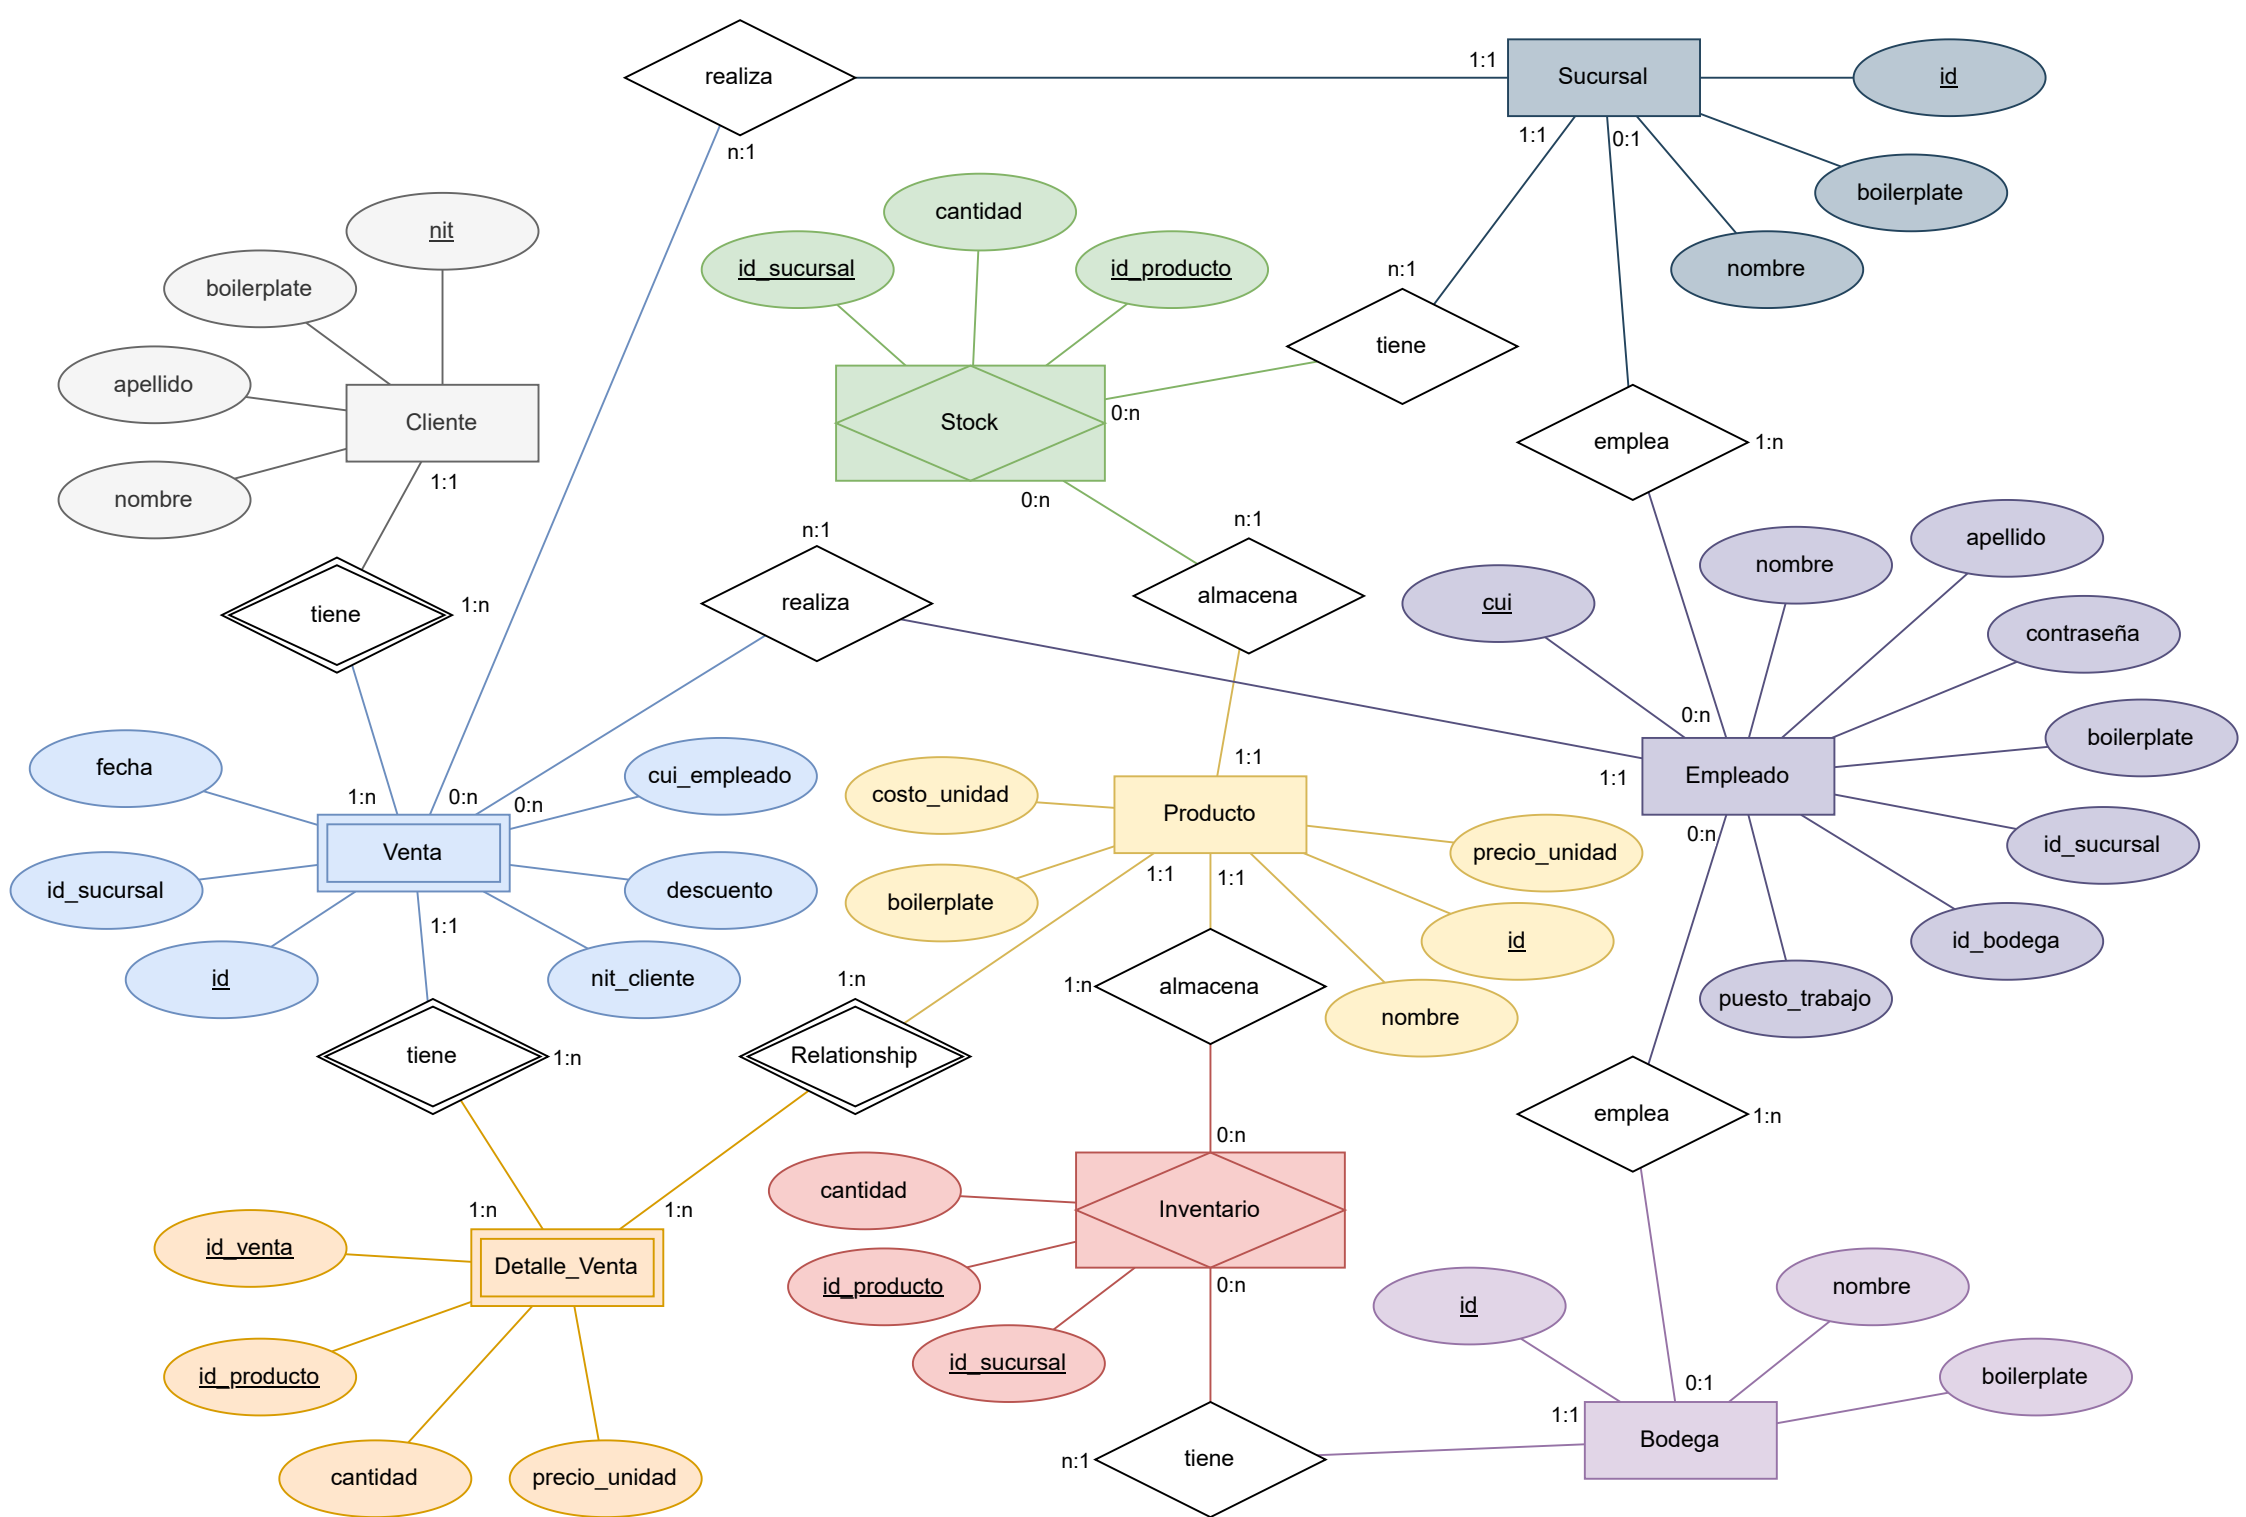 realiza
1:1
Sucursal
id
1:1
0:1
n:1
boilerplate
cantidad
nit
id_sucursal
id_producto
n:1
nombre
boilerplate
tiene
apellido
Cliente
Stock
0:n
emplea
1:n
1:1
nombre
0:n
n:1
n:1
apellido
nombre
realiza
almacena
cui
tiene
1:n
contraseña
0:n
fecha
cui_empleado
1:1
1:1
Empleado
boilerplate
1:n
0:n
0:n
costo_unidad
Producto
0:n
Venta
precio_unidad
id_sucursal
1:1
1:1
id_sucursal
descuento
boilerplate
1:1
id
id_bodega
id
nit_cliente
1:n
1:n
almacena
puesto_trabajo
nombre
tiene
1:n
Relationship
emplea
1:n
0:n
cantidad
1:n
1:n
Inventario
id_venta
Detalle_Venta
id_producto
0:n
id
nombre
id_producto
id_sucursal
0:1
boilerplate
1:1
Bodega
cantidad
precio_unidad
n:1
tiene